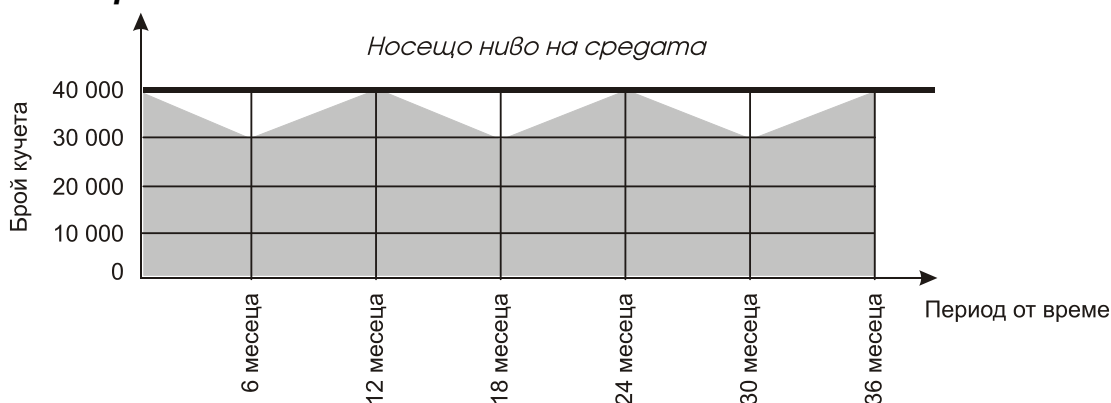 Носещо ниво на средата
Брой кучета
40 000
30 000
20 000
10 000
0
6 месеца
12 месеца
18 месеца
24 месеца
30 месеца
36 месеца
Период от време